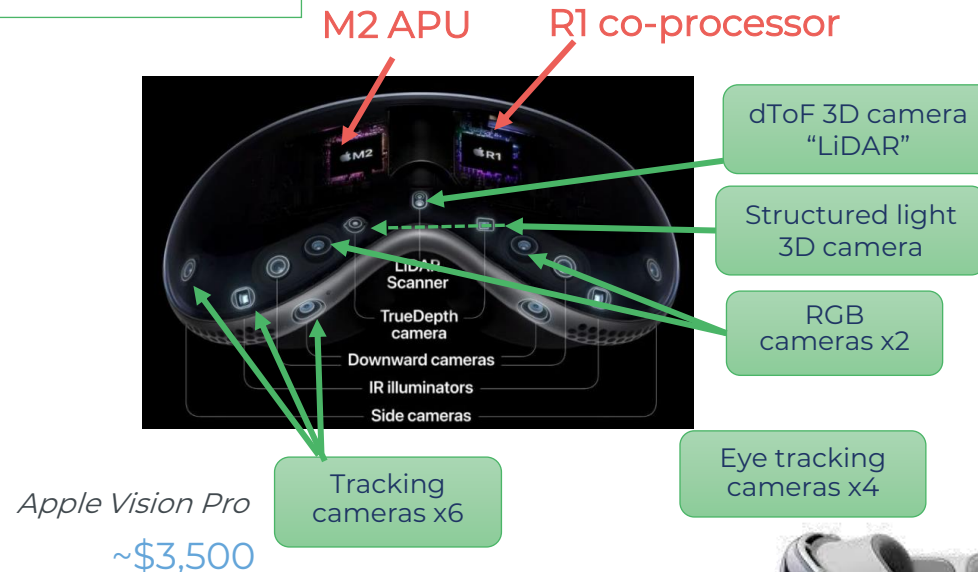 M2 APU
R1 co-processor
M2
R1
dToF 3D camera
“LiDAR”
Structured light
3D camera
RGB
cameras x2
LiDAR
Scanner
TrueDepth
camera
Downward cameras
IR illuminators
Side cameras
Eye tracking
cameras x4
Tracking
cameras x6
Apple Vision Pro
~$3,500